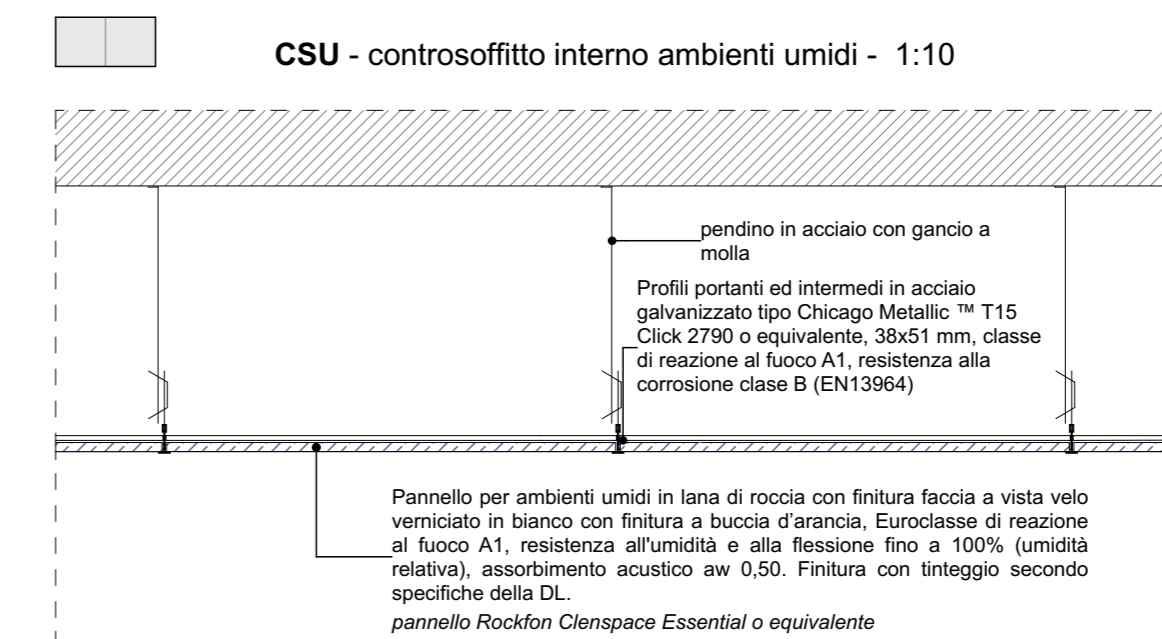 CSU - controsoffitto interno ambienti umidi - 1:10
pendino in acciaio con gancio a
molla
Profili portanti ed intermedi in acciaio
galvanizzato tipo Chicago Metallic ™ T15
Click 2790 o equivalente, 38x51 mm, classe
di reazione al fuoco A1, resistenza alla
corrosione clase B (EN13964)
Pannello per ambienti umidi in lana di roccia con finitura faccia a vista velo
verniciato in bianco con finitura a buccia d'arancia, Euroclasse di reazione
al fuoco A1, resistenza all'umidità e alla flessione fino a 100% (umidità
relativa), assorbimento acustico aw 0,50. Finitura con tinteggio secondo
specifiche della DL.
pannello Rockfon Clenspace Essential o equivalente